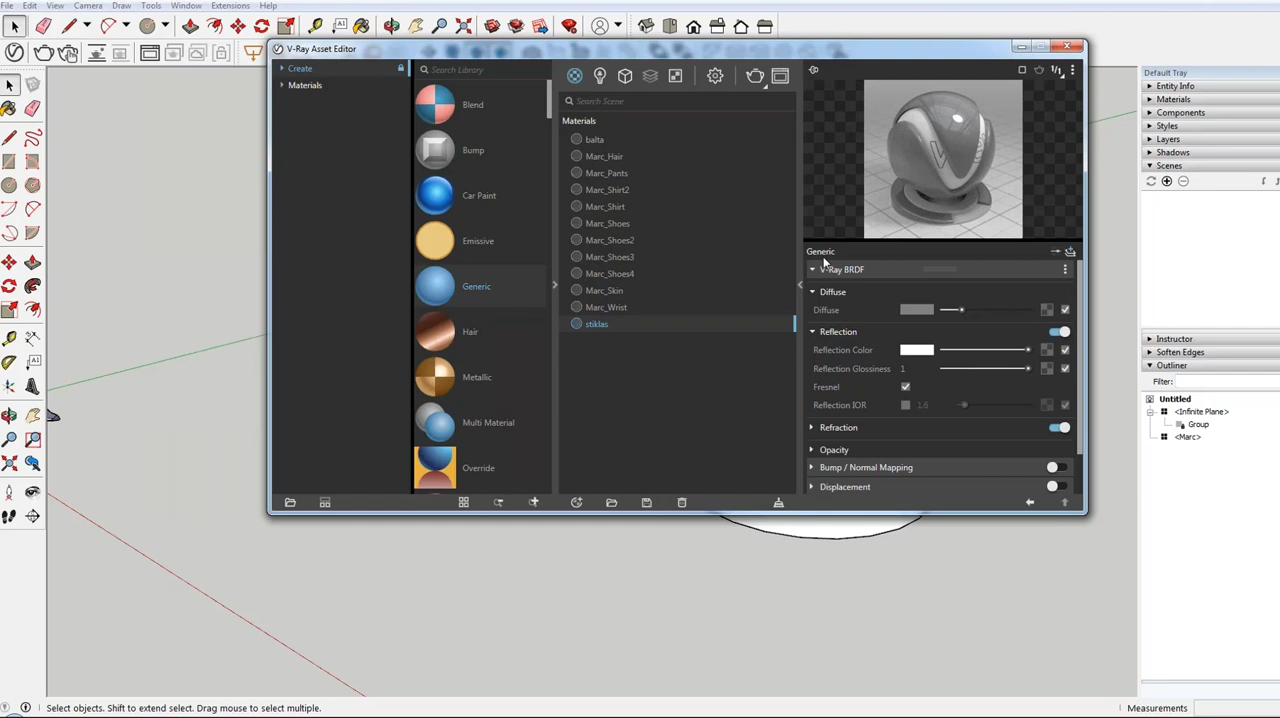 File Edit View Camera Draw Tools Window Extensions Help
V-Ray Asset Editor
Create
Materials
Search Library
Blend
Bump
Car Paint
Emissive
Generic
Hair
Metallic
Multi Material
Override
Search Scene
Materials
balta
Marc_Hair
Marc_Pants
Marc_Shirt2
Marc_Shirt
Marc_Shoes
Marc_Shoes2
Marc_Shoes3
Marc_Shoes4
Marc_Skin
Marc_Wrist
stiklas
Generic
V-Ray BRDF
Diffuse
Diffuse
Reflection
Reflection Color
Reflection Glossiness 1
Fresnel
Reflection IOR 1.6
Refraction
Opacity
Bump / Normal Mapping
Displacement
Default Tray
Entity Info
Materials
Components
Styles
Layers
Shadows
Scenes
Instructor
Soften Edges
Outliner
Filter:
Untitled
<Infinite Plane>
Group
<Marc>
Select objects. Shift to extend select. Drag mouse to select multiple.
Measurements